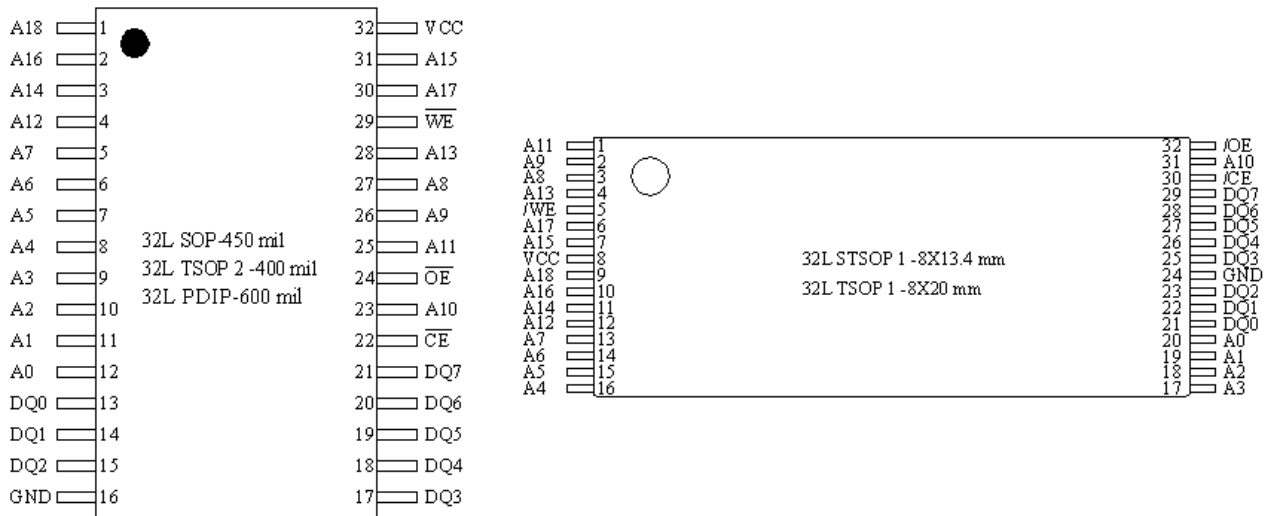 A18 1 32 VCC
A16 2 31 A15
A14 3 30 A17
A12 4 29 W̅E̅
A7 5 28 A13
A6 6 27 A8
A5 7 26 A9
A4 8 25 A11
A3 9 24 O̅E̅
A2 10 23 A10
A1 11 22 C̅E̅
A0 12 21 DQ7
DQ0 13 20 DQ6
DQ1 14 19 DQ5
DQ2 15 18 DQ4
GND 16 17 DQ3
32L SOP-450 mil
32L TSOP 2 -400 mil
32L PDIP-600 mil
A11 1 32 /OE
A9 2 31 A10
A8 3 30 /CE
A13 4 29 DQ7
/WE 5 28 DQ6
A17 6 27 DQ5
A15 7 26 DQ4
VCC 8 25 DQ3
A18 9 24 GND
A16 10 23 DQ2
A14 11 22 DQ1
A12 12 21 DQ0
A7 13 20 A0
A6 14 19 A1
A5 15 18 A2
A4 16 17 A3
32L STSOP 1 -8X13.4 mm
32L TSOP 1 -8X20 mm